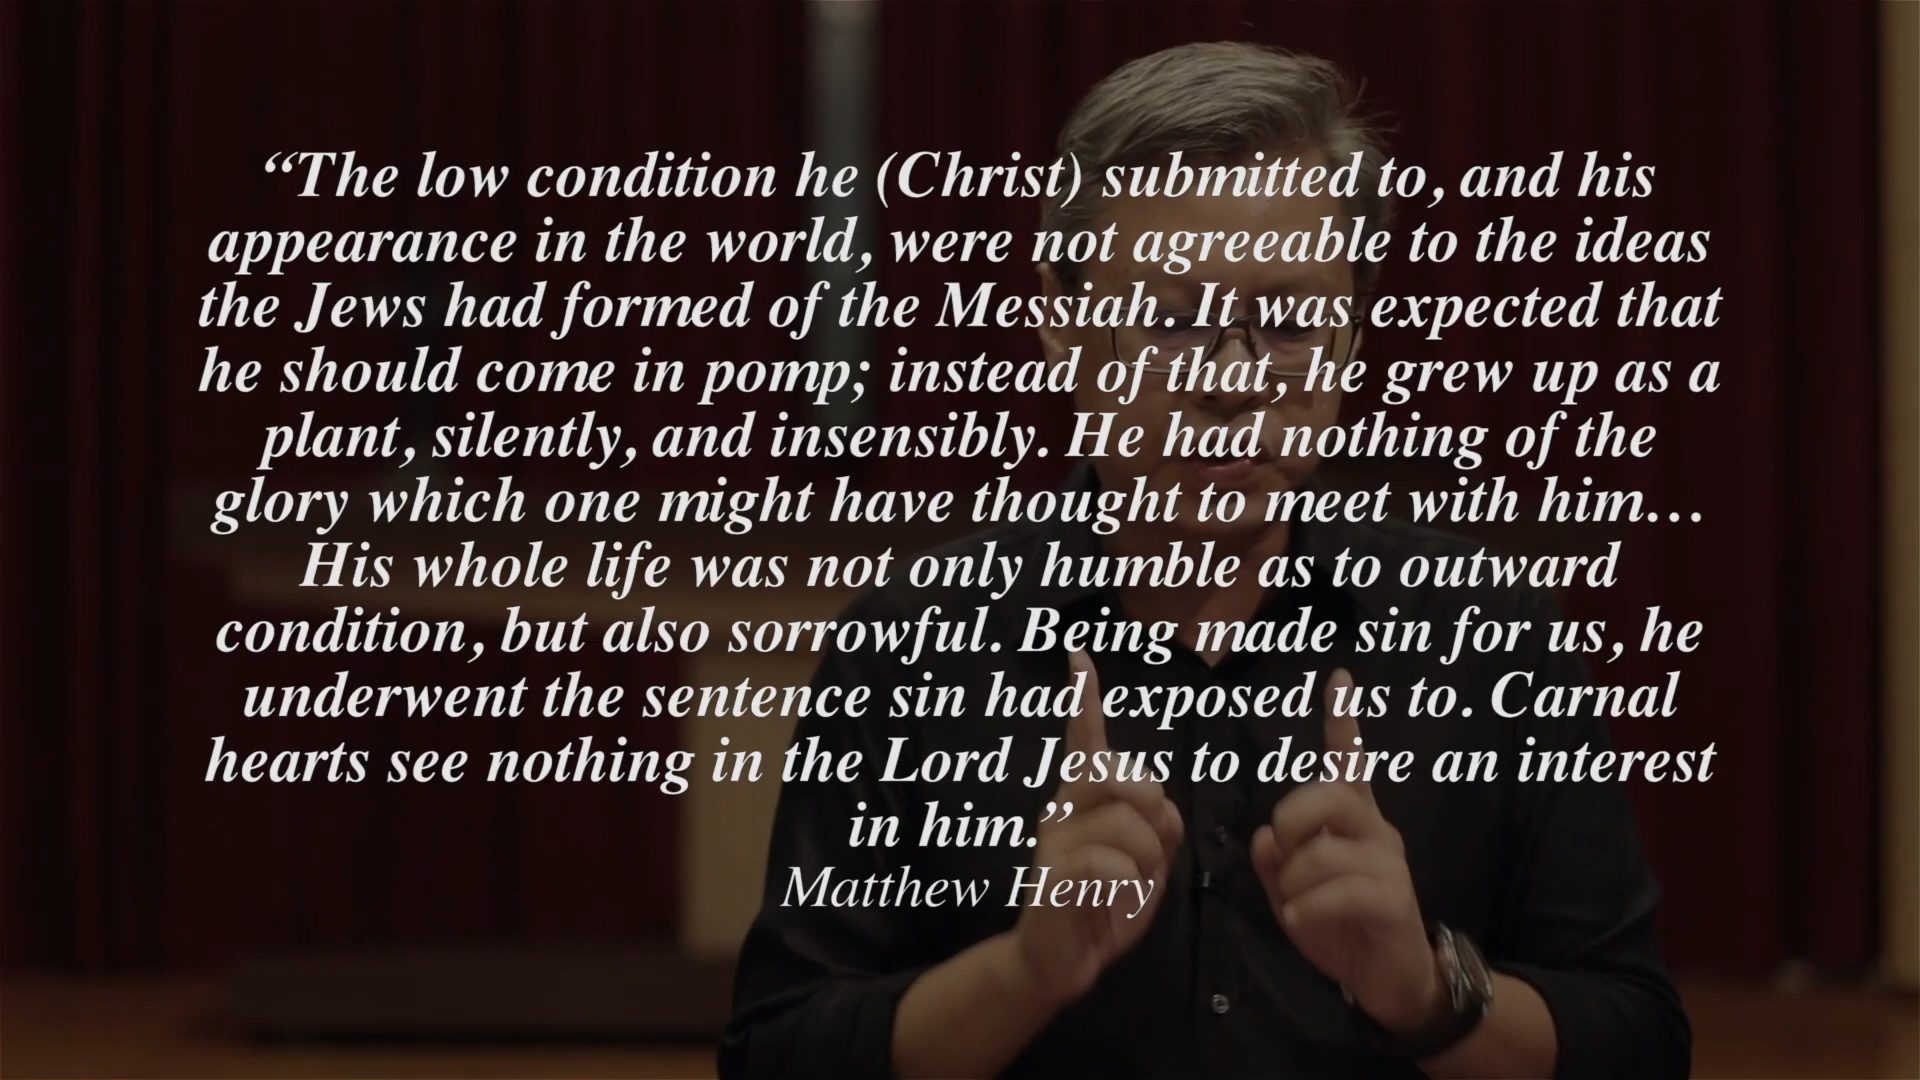 “The low condition he (Christ) submitted to, and his
appearance in the world, were not agreeable to the ideas
the Jews had formed of the Messiah. It was expected that
he should come in pomp; instead of that, he grew up as a
plant, silently, and insensibly. He had nothing of the
glory which one might have thought to meet with him…
His whole life was not only humble as to outward
condition, but also sorrowful. Being made sin for us, he
underwent the sentence sin had exposed us to. Carnal
hearts see nothing in the Lord Jesus to desire an interest
in him.”
Matthew Henry